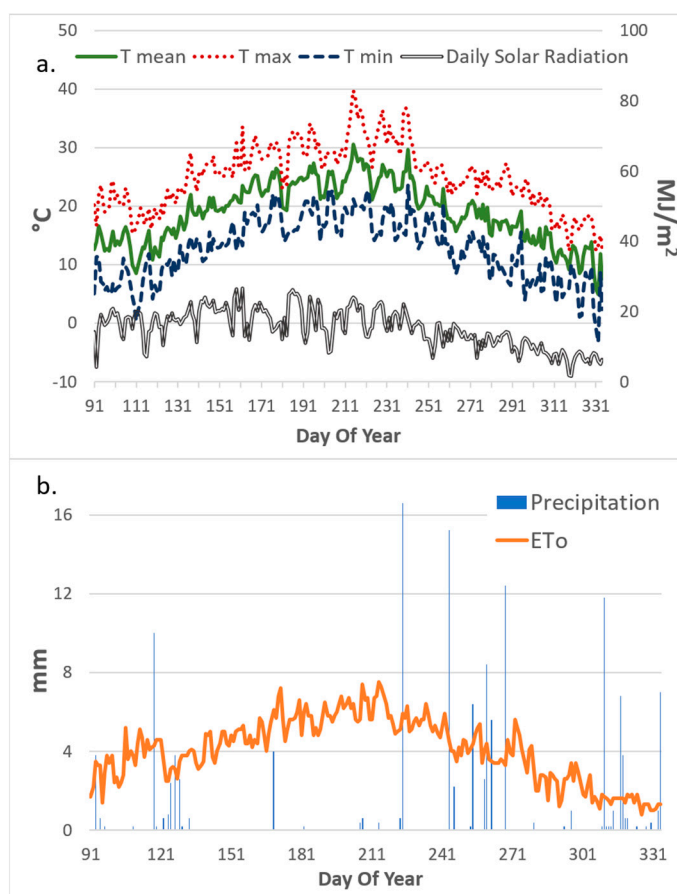 50
100
a.
T mean
T max
T min
Daily Solar Radiation
40
80
30
60
20
°C
MJ/m²
40
10
0
20
-10
0
91 111 131 151 171 191 211 231 251 271 291 311 331
Day Of Year
b.
16
Precipitation
ETo
12
mm
8
4
0
91 121 151 181 211 241 271 301 331
Day Of Year